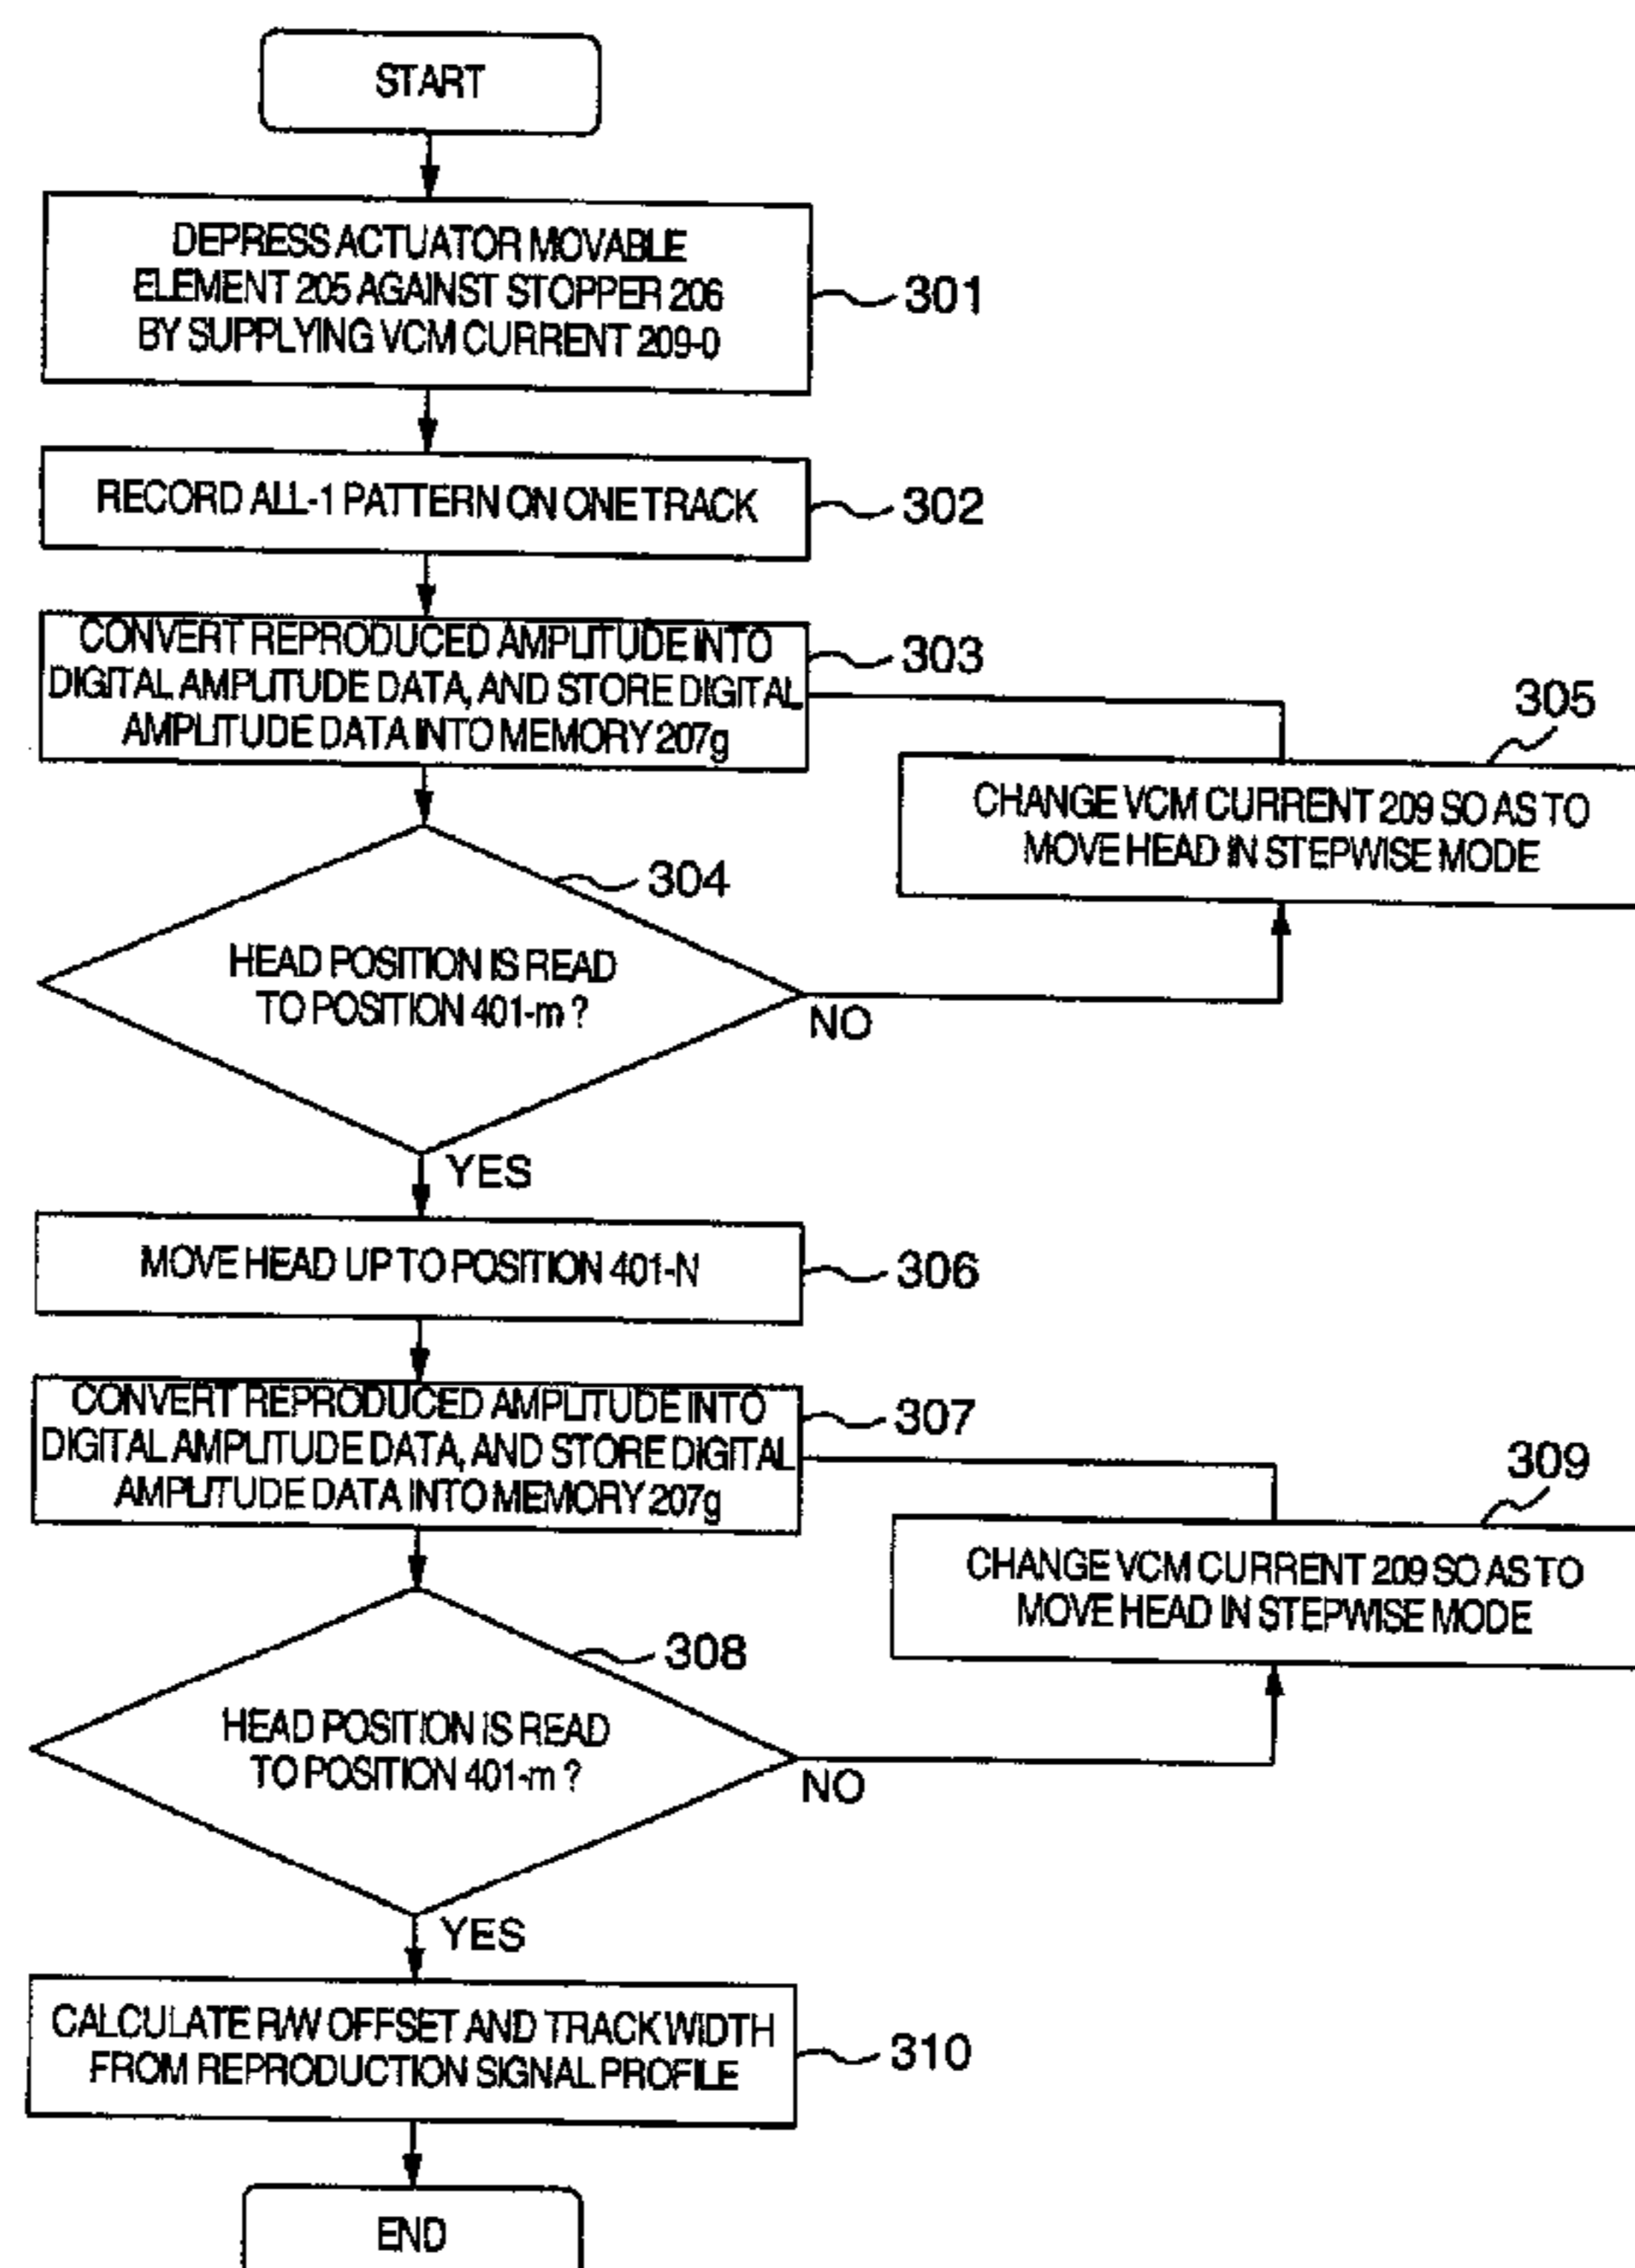 START
DEPRESS ACTUATOR MOVABLE
ELEMENT 205 AGAINST STOPPER 206
BY SUPPLYING VCM CURRENT 209-0
301
RECORD ALL-1 PATTERN ON ONE TRACK
302
CONVERT REPRODUCED AMPLITUDE INTO
DIGITAL AMPLITUDE DATA, AND STORE DIGITAL
AMPLITUDE DATA INTO MEMORY 207g
303
305
CHANGE VCM CURRENT 209 SO AS TO
MOVE HEAD IN STEPWISE MODE
304
HEAD POSITION IS READ
TO POSITION 401-m ?
NO
YES
MOVE HEAD UP TO POSITION 401-N
306
CONVERT REPRODUCED AMPLITUDE INTO
DIGITAL AMPLITUDE DATA, AND STORE DIGITAL
AMPLITUDE DATA INTO MEMORY 207g
307
309
CHANGE VCM CURRENT 209 SO AS TO
MOVE HEAD IN STEPWISE MODE
308
HEAD POSITION IS READ
TO POSITION 401-m ?
NO
YES
CALCULATE R/W OFFSET AND TRACK WIDTH
FROM REPRODUCTION SIGNAL PROFILE
310
END